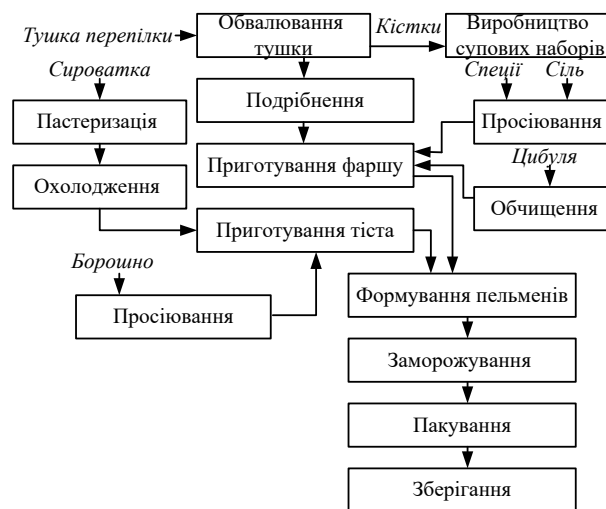 Тушка перепілки
Обвалювання
тушки
Кістки
Виробництво
супових наборів
Сироватка
Спеції
Сіль
Пастеризація
Подрібнення
Просіювання
Охолодження
Приготування фаршу
Цибуля
Обчищення
Приготування тіста
Борошно
Просіювання
Формування пельменів
Заморожування
Пакування
Зберігання